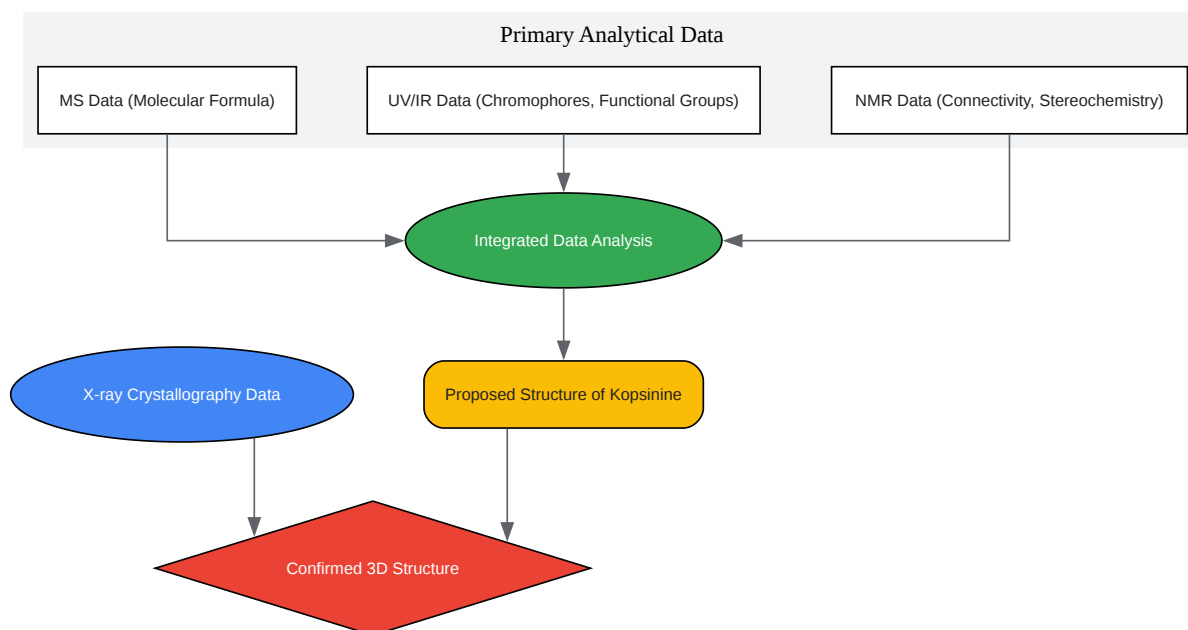 Primary Analytical Data
MS Data (Molecular Formula)
UV/IR Data (Chromophores, Functional Groups)
NMR Data (Connectivity, Stereochemistry)
Integrated Data Analysis
X-ray Crystallography Data
Proposed Structure of Kopsinine
Confirmed 3D Structure